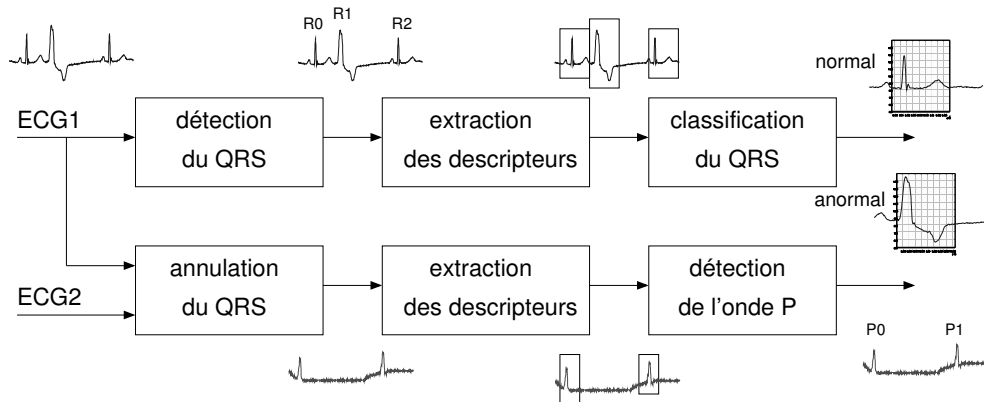 R0 R1 R2
normal
ECG1
détection
du QRS
extraction
des descripteurs
classification
du QRS
anormal
ECG2
annulation
du QRS
extraction
des descripteurs
détection
de l'onde P
P0 P1